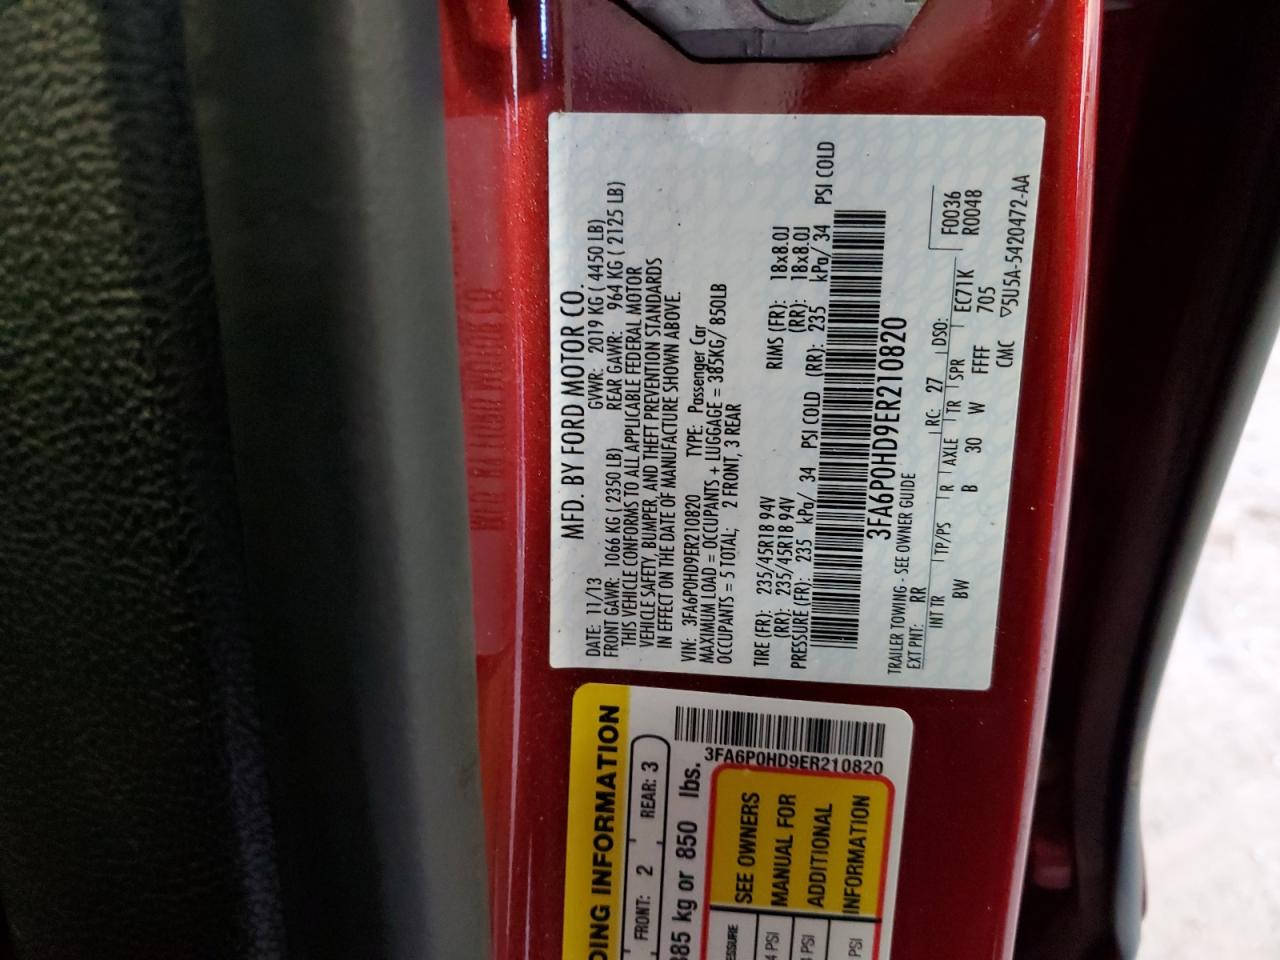 MFD. BY FORD MOTOR CO.
DATE: 11/13 GVWR: 2019 KG ( 4450 LB)
FRONT GAWR: 1066 KG ( 2350 LB) REAR GAWR: 964 KG ( 2125 LB)
THIS VEHICLE CONFORMS TO ALL APPLICABLE FEDERAL MOTOR
VEHICLE SAFETY, BUMPER, AND THEFT PREVENTION STANDARDS
IN EFFECT ON THE DATE OF MANUFACTURE SHOWN ABOVE.
VIN: 3FA6P0HD9ER210820 TYPE: Passenger Car
MAXIMUM LOAD = OCCUPANTS + LUGGAGE = 385KG/ 850LB
OCCUPANTS = 5 TOTAL; 2 FRONT, 3 REAR
TIRE (FR): 235/45R18 94V RIMS (FR): 18x8.0J
(RR): 235/45R18 94V (RR): 18x8.0J
PRESSURE (FR): 235 kPa/ 34 PSI COLD (RR): 235 kPa/ 34 PSI COLD
3FA6P0HD9ER210820
TRAILER TOWING - SEE OWNER GUIDE
EXT PNT: RR RC: 27 DSO: F0036
R0048
INT TR TP/PS R AXLE TR SPR EC71K
BW B 30 W FFF 705
CMC ▽5U5A-5420472-AA
DING INFORMATION
FRONT: 2 REAR: 3
385 kg or 850 lbs.
3FA6P0HD9ER210820
SEE OWNERS
MANUAL FOR
ADDITIONAL
INFORMATION
PSI
PSI
PSI